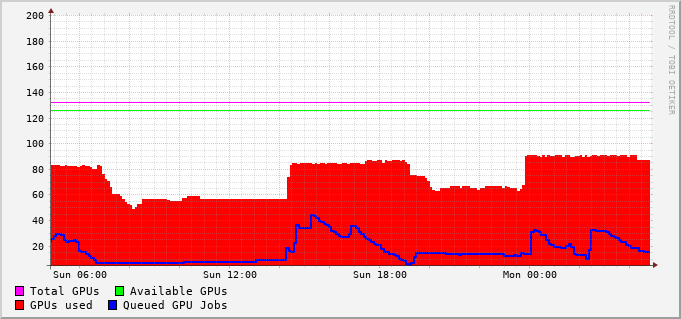 200
180
160
140
120
100
80
60
40
20
Sun 06:00 Sun 12:00 Sun 18:00 Mon 00:00
Total GPUs Available GPUs
GPUs used Queued GPU Jobs
RRDTOOL / TOBI OETIKER